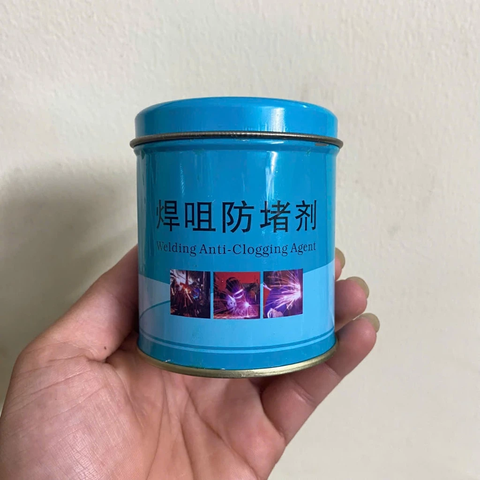 焊咀防堵剂
Welding Anti-Clogging Agent